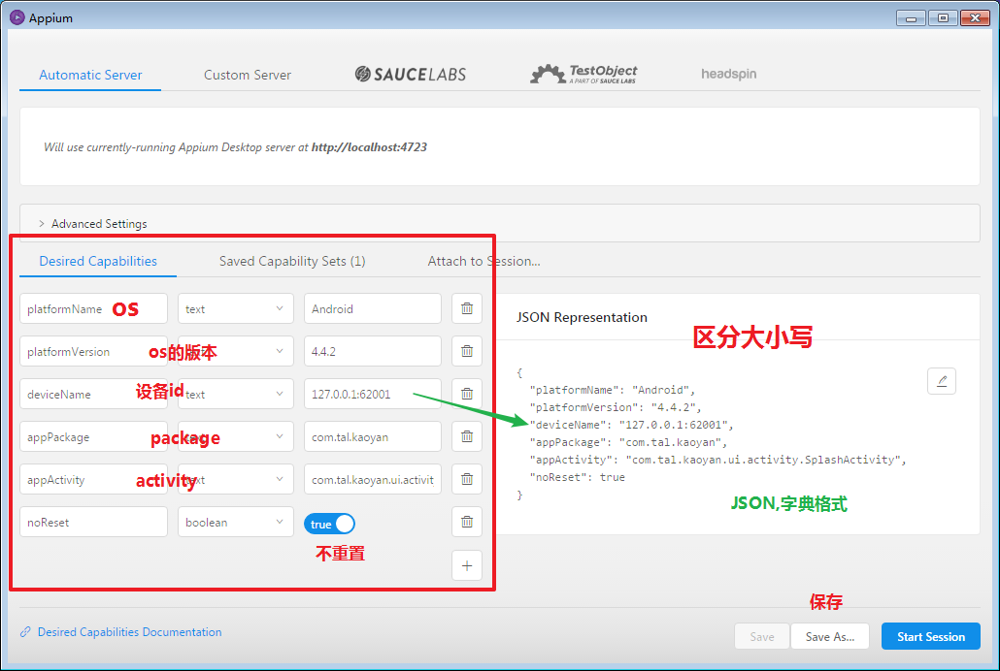 Appium
Automatic Server
Custom Server
SAUCELABS
TestObject
A PART OF SAUCE LABS
headspin
Will use currently-running Appium Desktop server at http://localhost:4723
Advanced Settings
Desired Capabilities
Saved Capability Sets (1)
Attach to Session...
platformName OS text Android
platformVersion os的版本 4.4.2
deviceName 设备id text 127.0.0.1:62001
appPackage package com.tal.kaoyan
appActivity activity text com.tal.kaoyan.ui.activit
noReset boolean true
不重置
+
JSON Representation
区分大小写
{
"platformName": "Android",
"platformVersion": "4.4.2",
"deviceName": "127.0.0.1:62001",
"appPackage": "com.tal.kaoyan",
"appActivity": "com.tal.kaoyan.ui.activity.SplashActivity",
"noReset": true
}
JSON,字典格式
保存
Desired Capabilities Documentation
Save
Save As...
Start Session